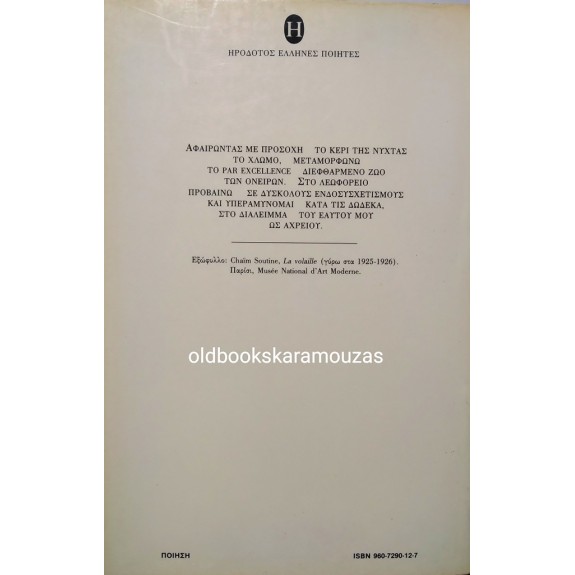 Η
ΗΡΟΔΟΤΟΣ ΕΛΛΗΝΕΣ ΠΟΙΗΤΕΣ
ΑΦΑΙΡΩΝΤΑΣ ΜΕ ΠΡΟΣΟΧΗ ΤΟ ΚΕΡΙ ΤΗΣ ΝΥΧΤΑΣ
ΤΟ ΧΛΩΜΟ, ΜΕΤΑΜΟΡΦΩΝΩ
ΤΟ PAR EXCELLENCE ΔΙΕΦΘΑΡΜΕΝΟ ΖΩΟ
ΤΩΝ ΟΝΕΙΡΩΝ. ΣΤΟ ΛΕΩΦΟΡΕΙΟ
ΠΡΟΒΑΙΝΩ ΣΕ ΔΥΣΚΟΛΟΥΣ ΕΝΔΟΣΥΣΧΕΤΙΣΜΟΥΣ
ΚΑΙ ΥΠΕΡΑΜΥΝΟΜΑΙ ΚΑΤΑ ΤΙΣ ΔΩΔΕΚΑ,
ΣΤΟ ΔΙΑΛΕΙΜΜΑ ΤΟΥ ΕΑΥΤΟΥ ΜΟΥ
ΩΣ ΑΧΡΕΙΟΥ.
Εξώφυλλο: Chaïm Soutine, La volaille (γύρω στα 1925-1926).
Παρίσι, Musée National d'Art Moderne.
oldbookskaramouzas
ΠΟΙΗΣΗ ISBN 960-7290-12-7